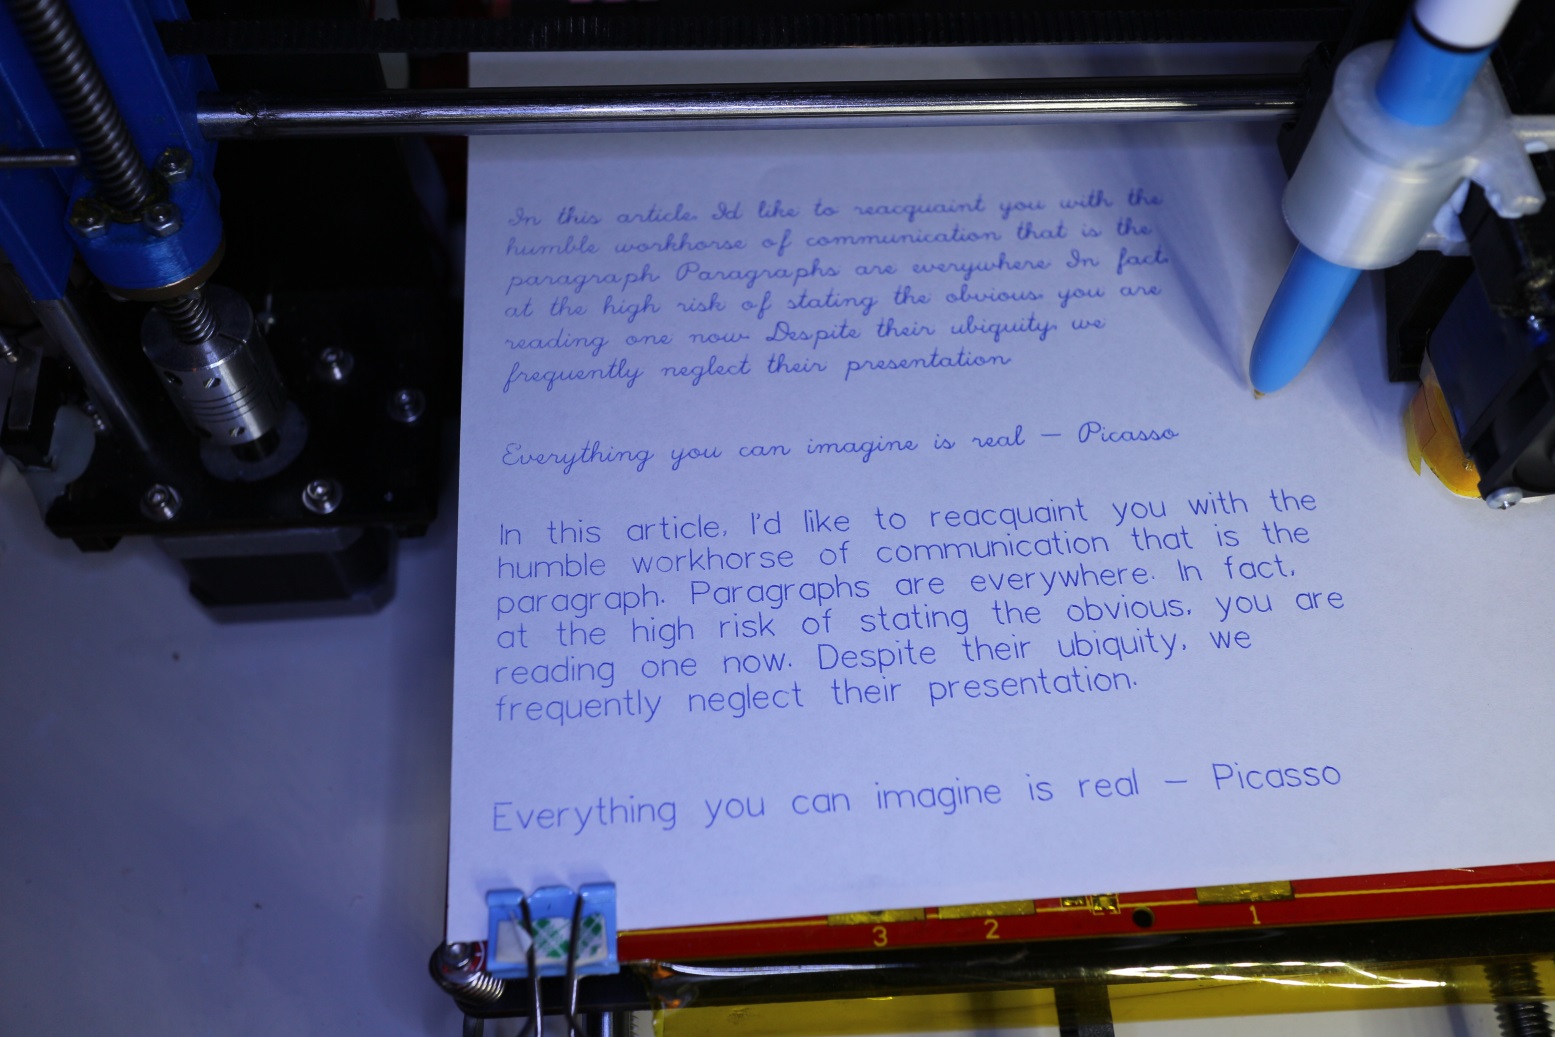 In this article. Id like to reacquaint you with the
humble workhorse of communication that is the
paragraph Paragraphs are everywhere In fact.
at the high risk of stating the obvious. you are
reading one now. Despite their ubiquity. we
frequently neglect their presentation
Everything you can imagine is real – Picasso
In this article, I'd like to reacquaint you with the
humble workhorse of communication that is the
paragraph. Paragraphs are everywhere. In fact,
at the high risk of stating the obvious, you are
reading one now. Despite their ubiquity, we
frequently neglect their presentation.
Everything you can imagine is real – Picasso
3 2 1